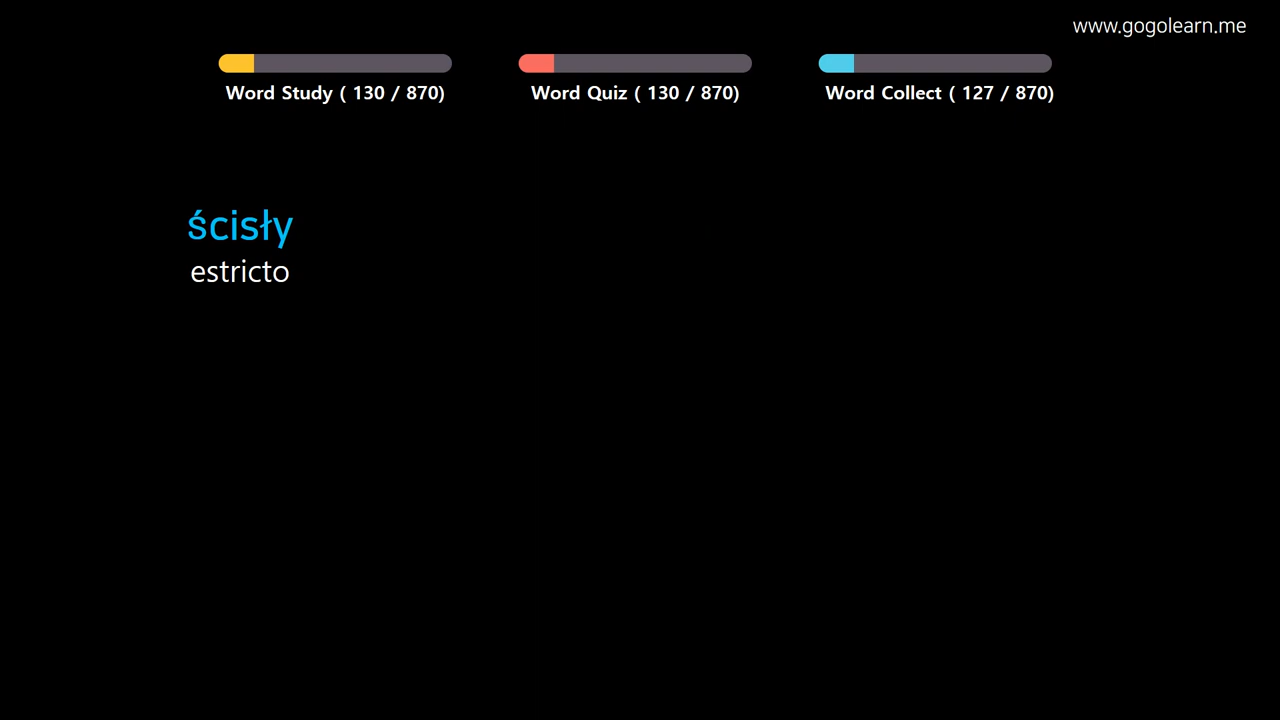 www.gogolearn.me
Word Study ( 130 / 870)
Word Quiz ( 130 / 870)
Word Collect ( 127 / 870)
ścisły
estricto